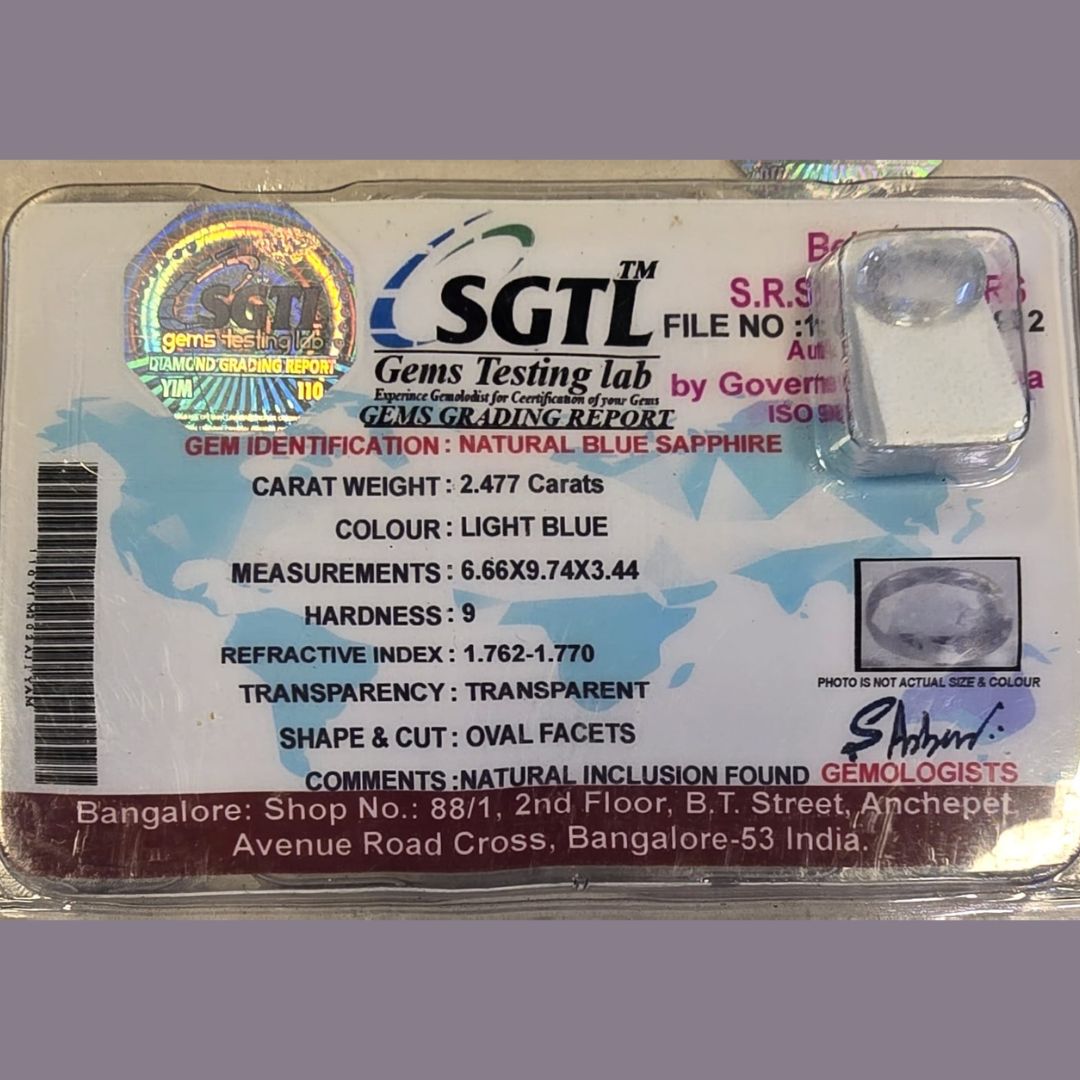 SGTL
gems testing lab
DIAMOND GRADING REPORT
YIM 110
SGTL™
Gems Testing lab
Experince Gemolodist for Ceertification of your Gems
GEMS GRADING REPORT
S.R.S
FILE NO :
by
ISO
GEM IDENTIFICATION : NATURAL BLUE SAPPHIRE
CARAT WEIGHT : 2.477 Carats
COLOUR : LIGHT BLUE
MEASUREMENTS : 6.66X9.74X3.44
HARDNESS : 9
REFRACTIVE INDEX : 1.762-1.770
TRANSPARENCY : TRANSPARENT
SHAPE & CUT : OVAL FACETS
COMMENTS : NATURAL INCLUSION FOUND
PHOTO IS NOT ACTUAL SIZE & COLOUR
GEMOLOGISTS
Bangalore: Shop No.: 88/1, 2nd Floor, B.T. Street, Anchepet
Avenue Road Cross, Bangalore-53 India.